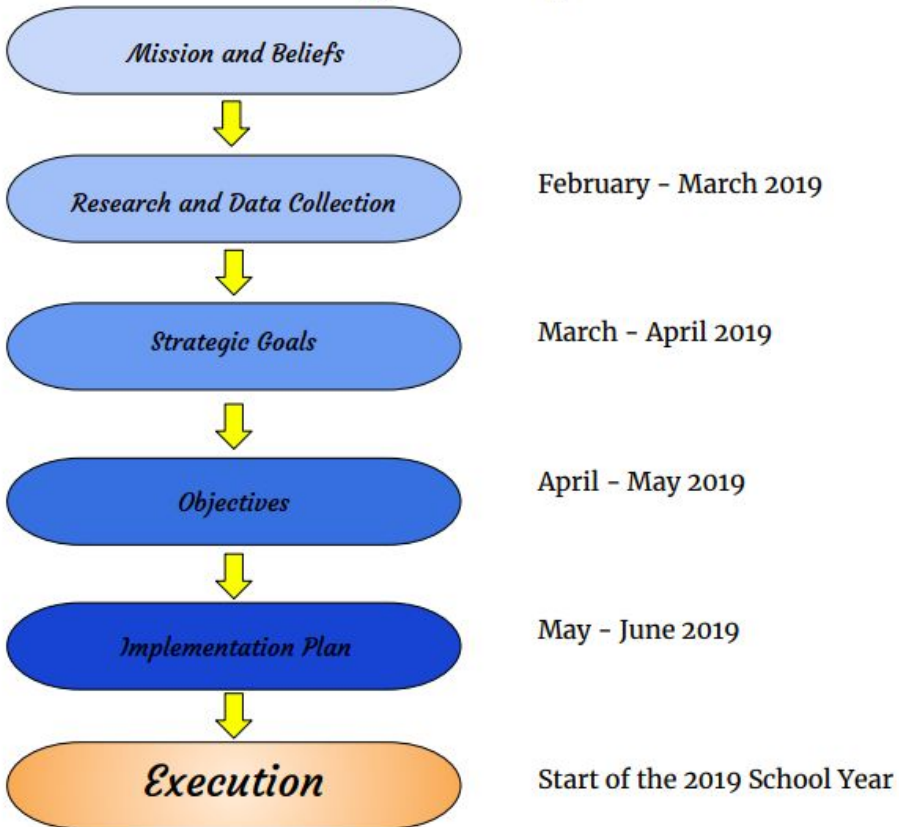 Mission and Beliefs
Research and Data Collection
February - March 2019
Strategic Goals
March - April 2019
Objectives
April - May 2019
Implementation Plan
May - June 2019
Execution
Start of the 2019 School Year